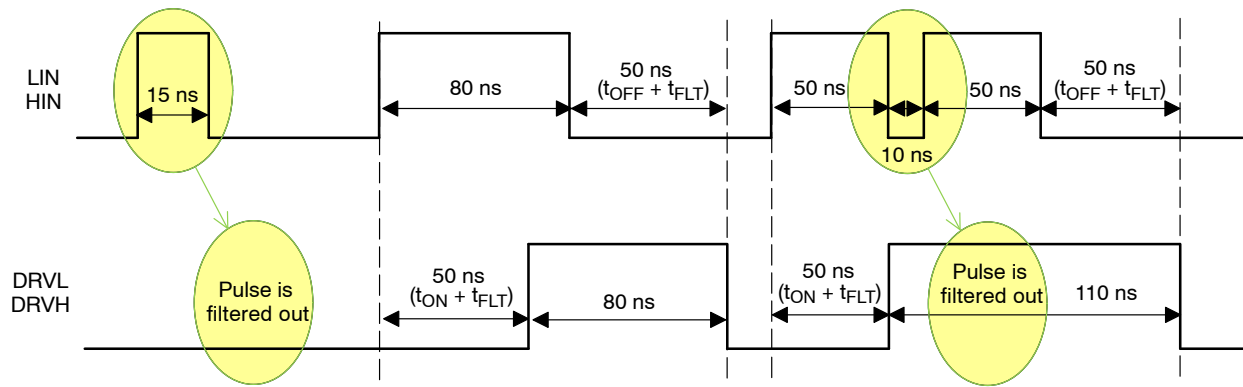 LIN
HIN
15 ns
80 ns
50 ns
(tOFF + tFLT)
50 ns
10 ns
50 ns
50 ns
(tOFF + tFLT)
DRVL
DRVH
Pulse is
filtered out
50 ns
(tON + tFLT)
80 ns
50 ns
(tON + tFLT)
Pulse is
filtered out
110 ns